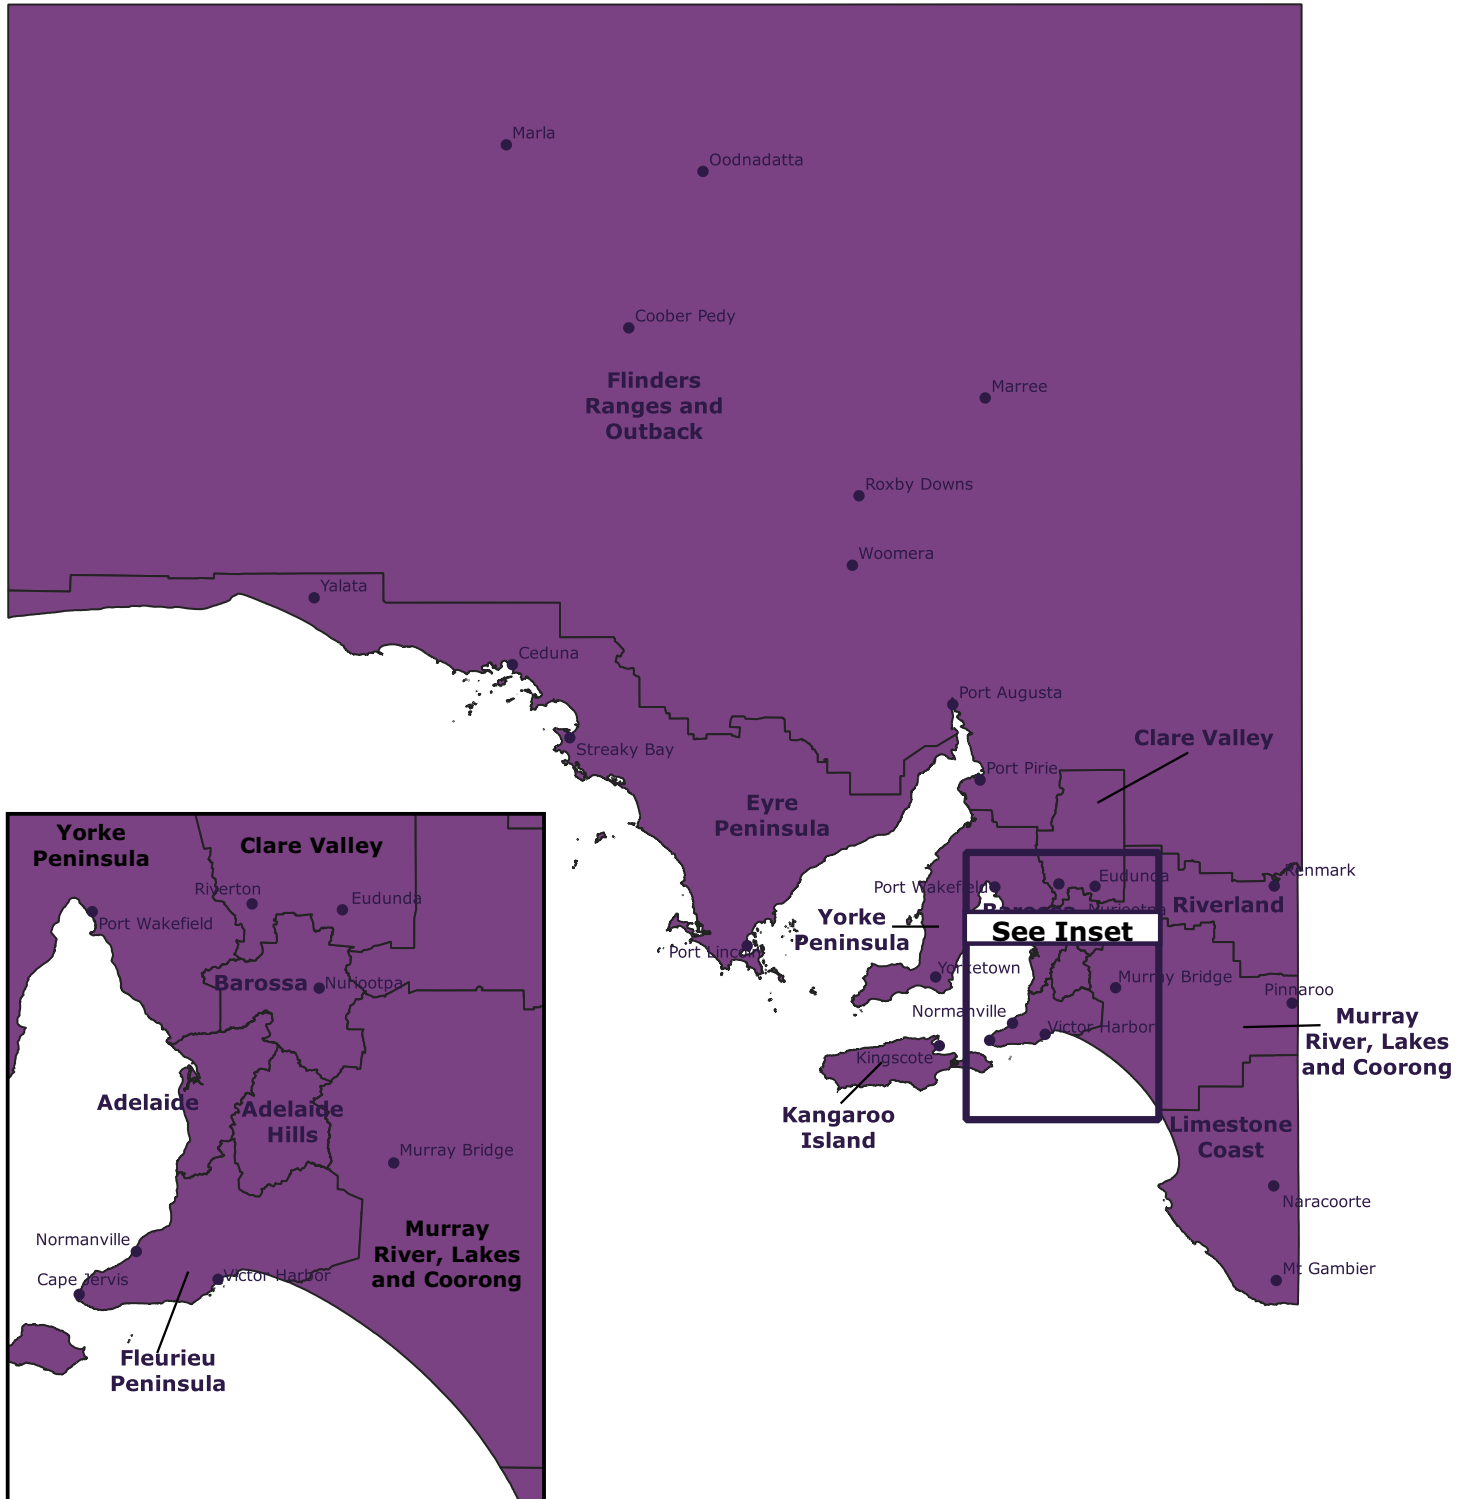 Marla
Oodnadatta
Coober Pedy
Flinders
Ranges and
Outback
Marree
Roxby Downs
Woomera
Yalata
Ceduna
Port Augusta
Streaky Bay
Clare Valley
Port Pirie
Eyre
Peninsula
Port Wakefield
Eudunda
Renmark
Barossa
Nuriootpa
Riverland
Yorke
Peninsula
See Inset
Port Lincoln
Yorketown
Murray Bridge
Pinnaroo
Normanville
Victor Harbor
Murray
River, Lakes
and Coorong
Kingscote
Kangaroo
Island
Limestone
Coast
Naracoorte
Mt Gambier
Yorke
Peninsula
Clare Valley
Riverton
Eudunda
Port Wakefield
Barossa
Nuriootpa
Adelaide
Adelaide
Hills
Murray Bridge
Normanville
Murray
River, Lakes
and Coorong
Cape Jervis
Victor Harbor
Fleurieu
Peninsula